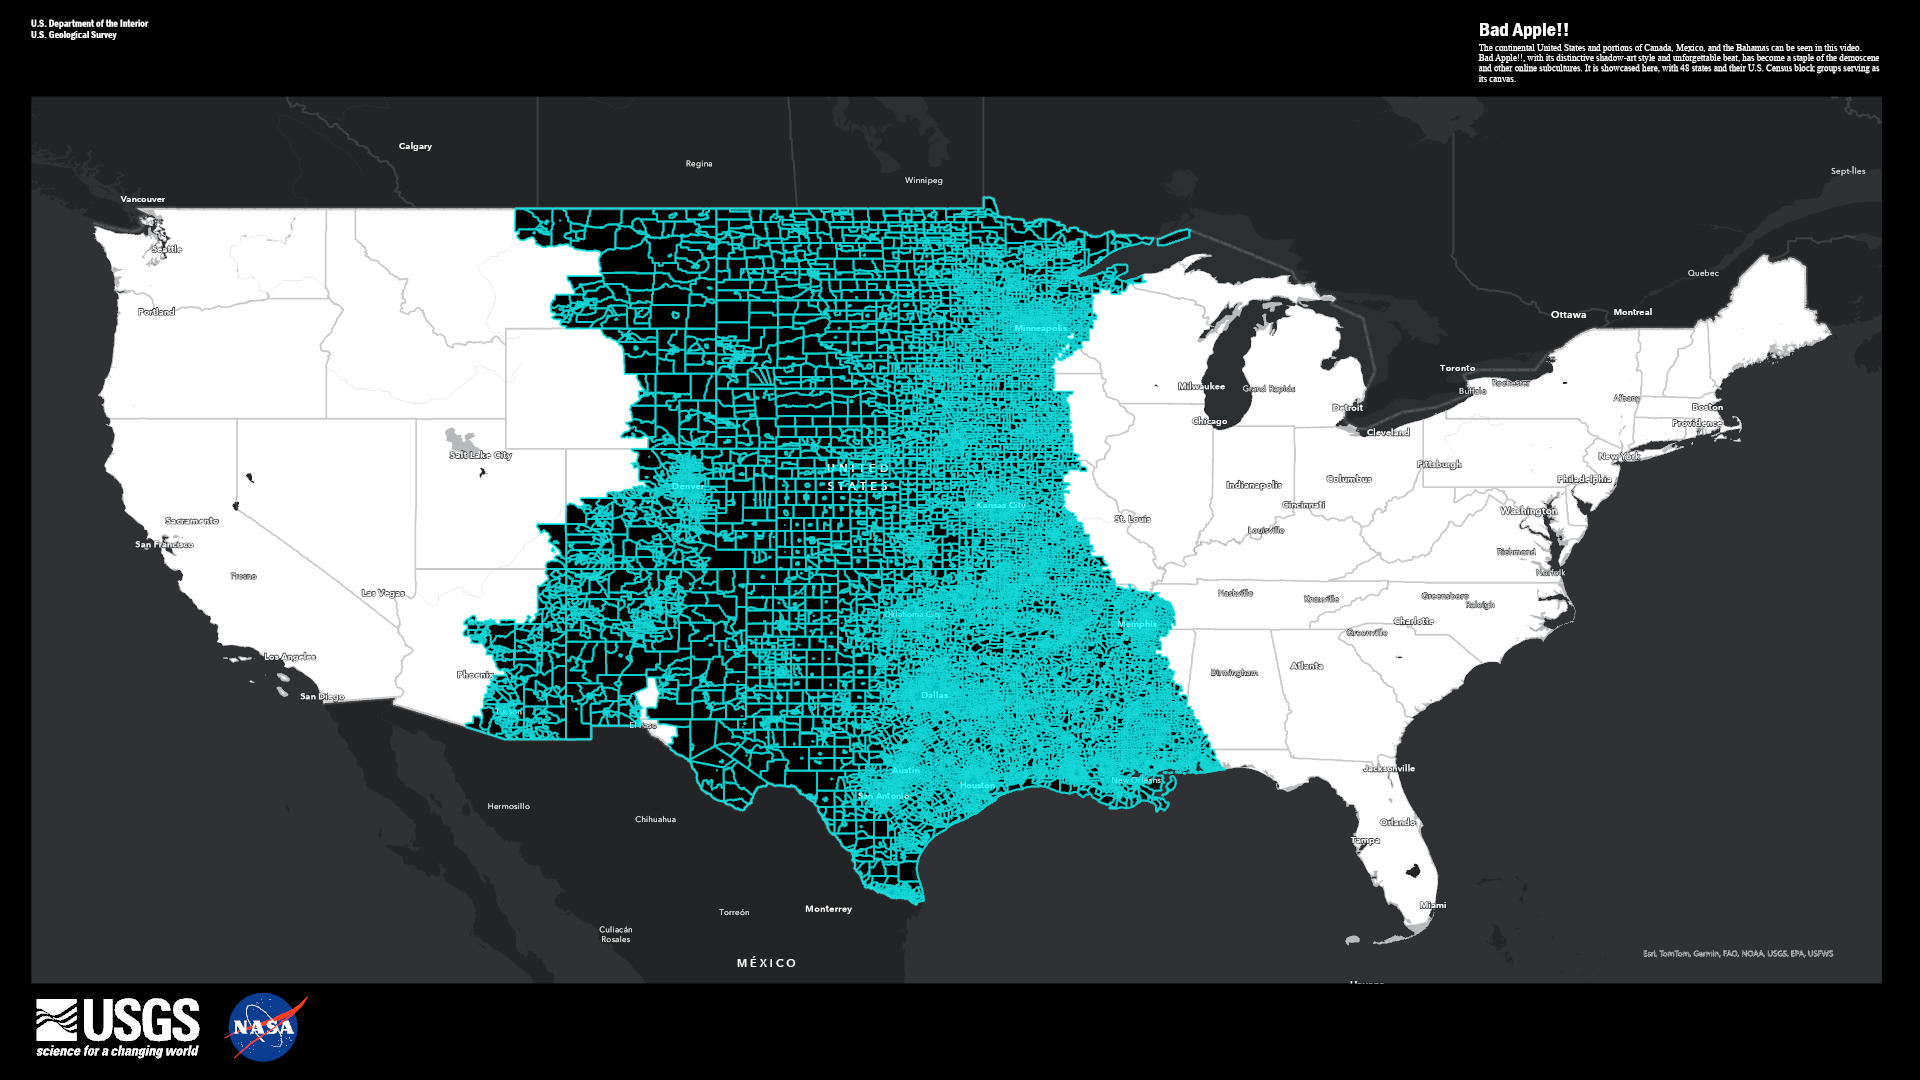 U.S. Department of the Interior
U.S. Geological Survey
Bad Apple!!
The continental United States and portions of Canada, Mexico, and the Bahamas can be seen in this video.
Bad Apple!!, with its distinctive shadow-art style and unforgettable beat, has become a staple of the demoscene
and other online subcultures. It is showcased here, with 48 states and their U.S. Census block groups serving as
its canvas.
Calgary
Regina
Winnipeg
Sept-Îles
Vancouver
Seattle
Portland
Quebec
Ottawa
Montreal
Minneapolis
Toronto
Buffalo
Rochester
Milwaukee
Grand Rapids
Albany
Detroit
Boston
Chicago
Providence
Cleveland
Salt Lake City
New York
UNITED
STATES
Pittsburgh
Denver
Indianapolis
Columbus
Philadelphia
Kansas City
Cincinnati
Washington
Sacramento
St. Louis
Louisville
San Francisco
Richmond
Fresno
Norfolk
Las Vegas
Nashville
Knoxville
Greensboro
Raleigh
Oklahoma City
Memphis
Charlotte
Greenville
Los Angeles
Phoenix
Birmingham
Atlanta
San Diego
Dallas
Tucson
El Paso
Austin
Jacksonville
New Orleans
Houston
San Antonio
Hermosillo
Chihuahua
Orlando
Tampa
Miami
Torreón
Monterrey
Culiacán
Rosales
MÉXICO
Esri, TomTom, Garmin, FAO, NOAA, USGS, EPA, USFWS
USGS
science for a changing world
NASA